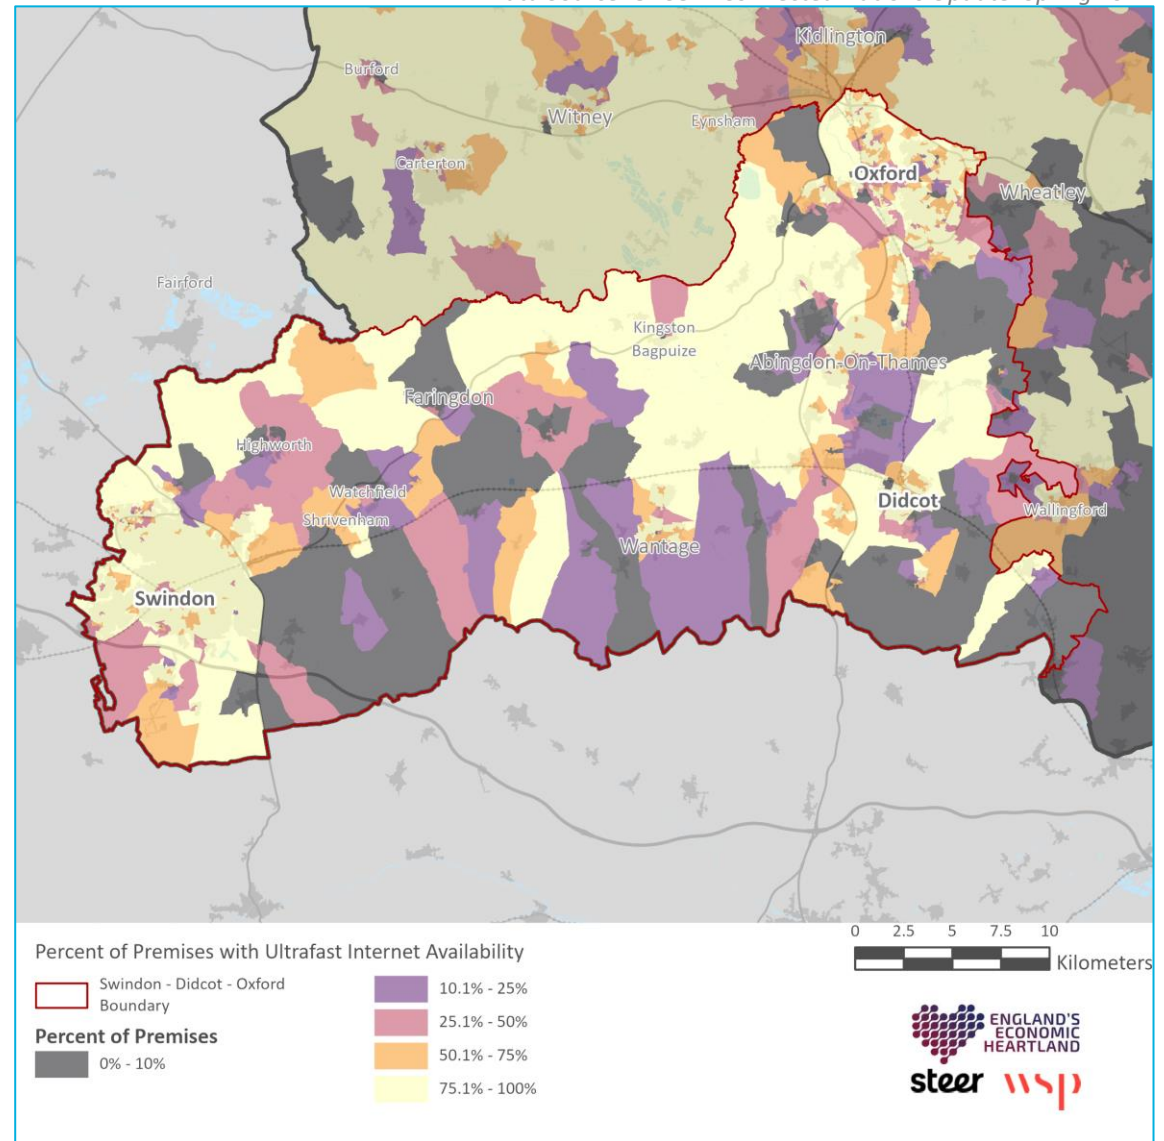 Kidlington
Burford
Witney
Eynsham
Carterton
Oxford
Wheatley
Fairford
Kingston
Bagpuize
Abingdon-On-Thames
Faringdon
Highworth
Watchfield
Shrivenham
Didcot
Wallingford
Wantage
Swindon
0 2.5 5 7.5 10
Kilometers
Percent of Premises with Ultrafast Internet Availability
Swindon - Didcot - Oxford
Boundary
Percent of Premises
0% - 10%
10.1% - 25%
25.1% - 50%
50.1% - 75%
75.1% - 100%
ENGLAND'S
ECONOMIC
HEARTLAND
steer wsp